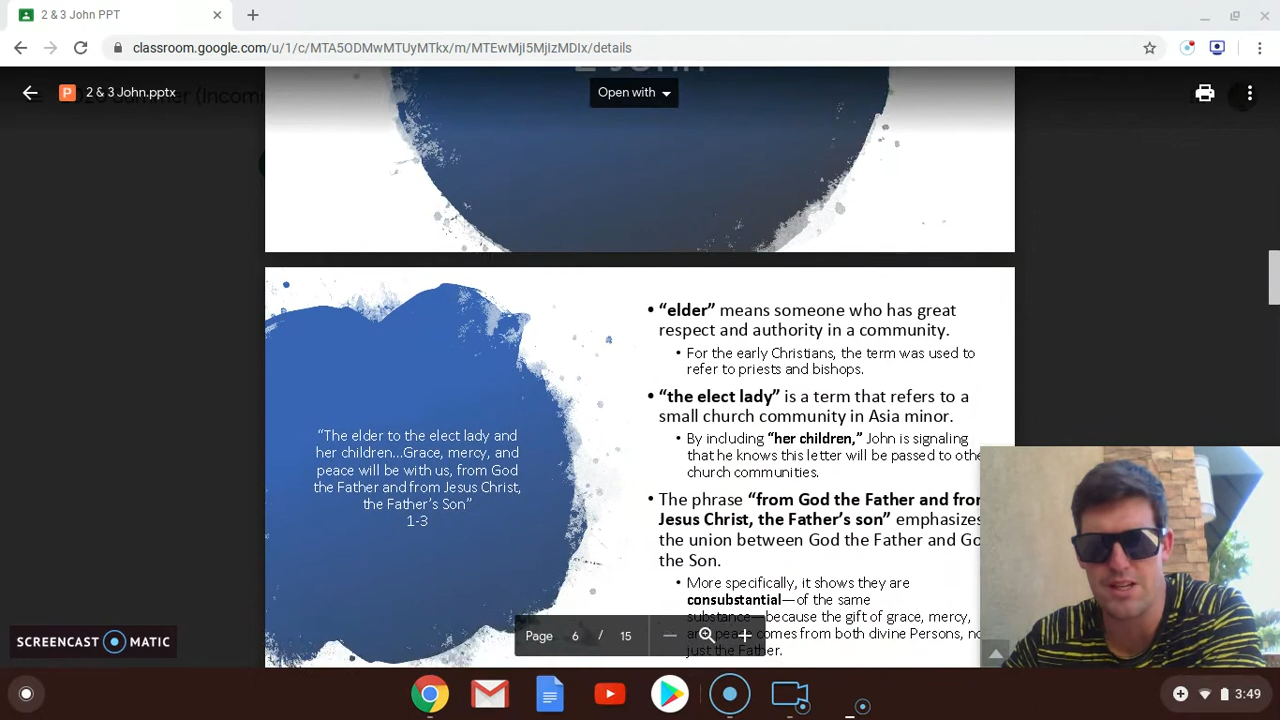 2 & 3 John PPT
classroom.google.com/u/1/c/MTA5ODMwMTUyMTkx/m/MTEwMjI5MjIzMDIx/details
2 & 3 John.pptx
Open with
2 John
“elder” means someone who has great
respect and authority in a community.
For the early Christians, the term was used to
refer to priests and bishops.
“the elect lady” is a term that refers to a
small church community in Asia minor.
By including “her children,” John is signaling
that he knows this letter will be passed to othe
church communities.
The phrase “from God the Father and from
Jesus Christ, the Father’s son” emphasizes
the union between God the Father and Go
the Son.
More specifically, it shows they are
consubstantial—of the same
substance—because the gift of grace, mercy,
and peace comes from both divine Persons, no
just the Father.
“The elder to the elect lady and
her children...Grace, mercy, and
peace will be with us, from God
the Father and from Jesus Christ,
the Father’s Son”
1-3
Page 6 / 15
SCREENCAST MATIC
3:49